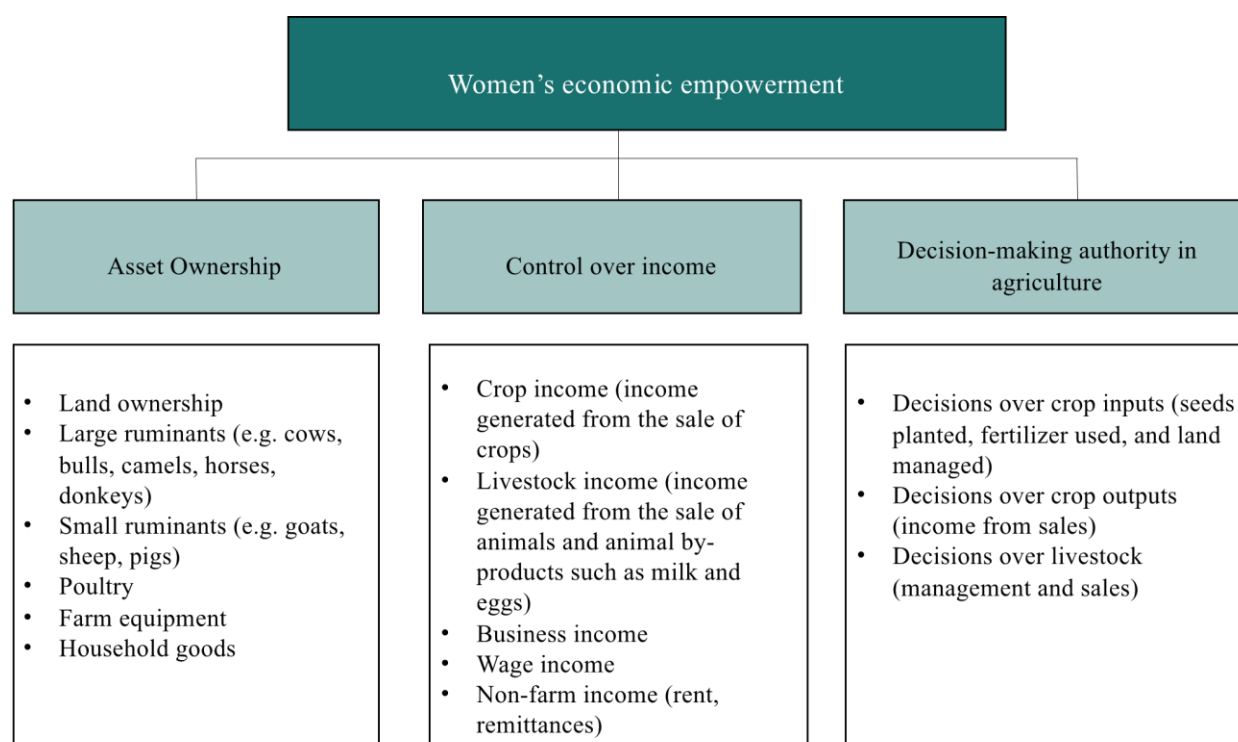 Women’s economic empowerment
Asset Ownership
Control over income
Decision-making authority in
agriculture
• Land ownership
• Large ruminants (e.g. cows,
bulls, camels, horses,
donkeys)
• Small ruminants (e.g. goats,
sheep, pigs)
• Poultry
• Farm equipment
• Household goods
• Crop income (income
generated from the sale of
crops)
• Livestock income (income
generated from the sale of
animals and animal by-
products such as milk and
eggs)
• Business income
• Wage income
• Non-farm income (rent,
remittances)
• Decisions over crop inputs (seeds
planted, fertilizer used, and land
managed)
• Decisions over crop outputs
(income from sales)
• Decisions over livestock
(management and sales)